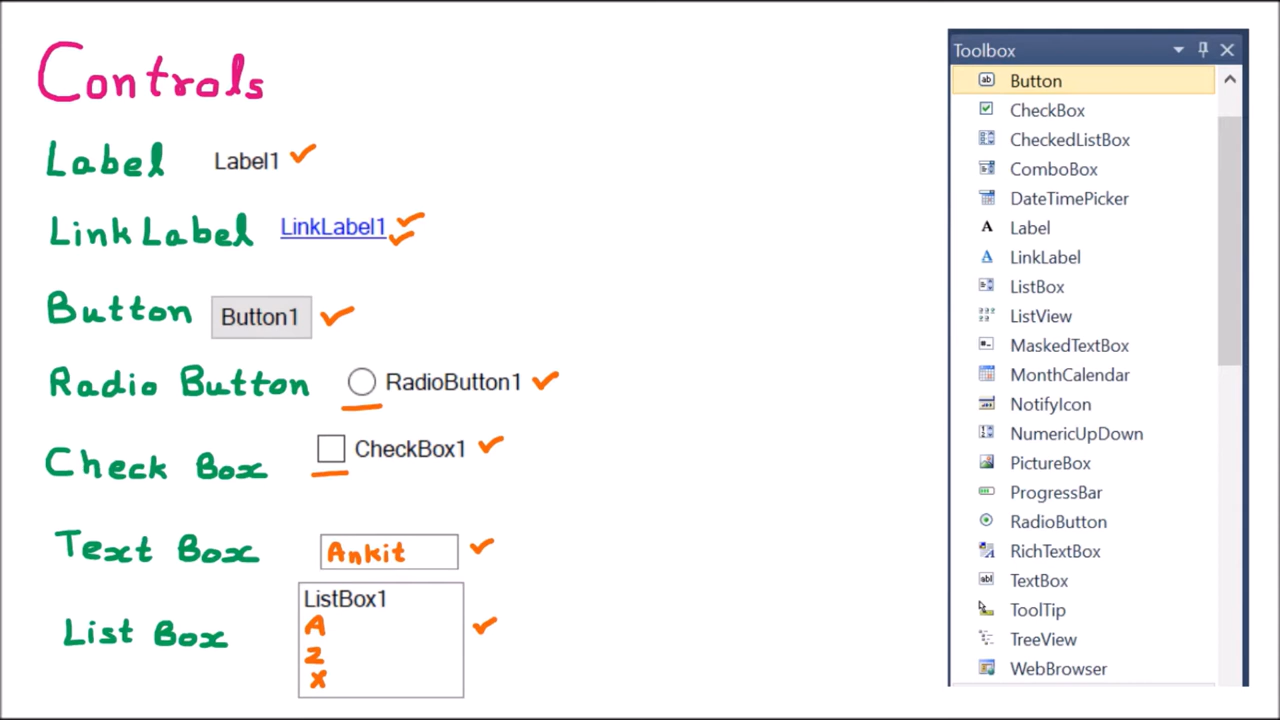 Controls
Label Label1
LinkLabel LinkLabel1
Button Button1
Radio Button RadioButton1
Check Box CheckBox1
Text Box Ankit
List Box ListBox1
A
2
x
Toolbox
Button
CheckBox
CheckedListBox
ComboBox
DateTimePicker
Label
LinkLabel
ListBox
ListView
MaskedTextBox
MonthCalendar
NotifyIcon
NumericUpDown
PictureBox
ProgressBar
RadioButton
RichTextBox
TextBox
ToolTip
TreeView
WebBrowser